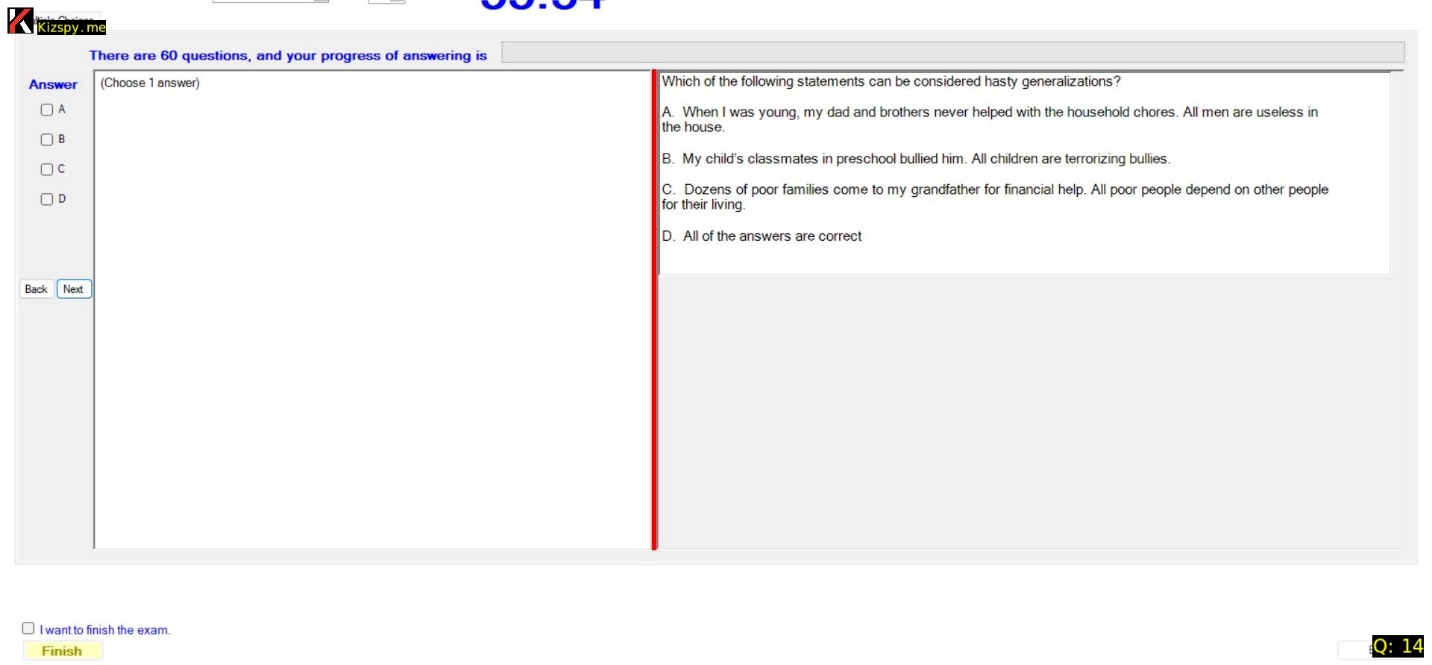 Kizspy.me
There are 60 questions, and your progress of answering is
Answer
(Choose 1 answer)
A
B
C
D
Back
Next
Which of the following statements can be considered hasty generalizations?
A. When I was young, my dad and brothers never helped with the household chores. All men are useless in
the house.
B. My child's classmates in preschool bullied him. All children are terrorizing bullies.
C. Dozens of poor families come to my grandfather for financial help. All poor people depend on other people
for their living.
D. All of the answers are correct
I want to finish the exam.
Finish
Q: 14